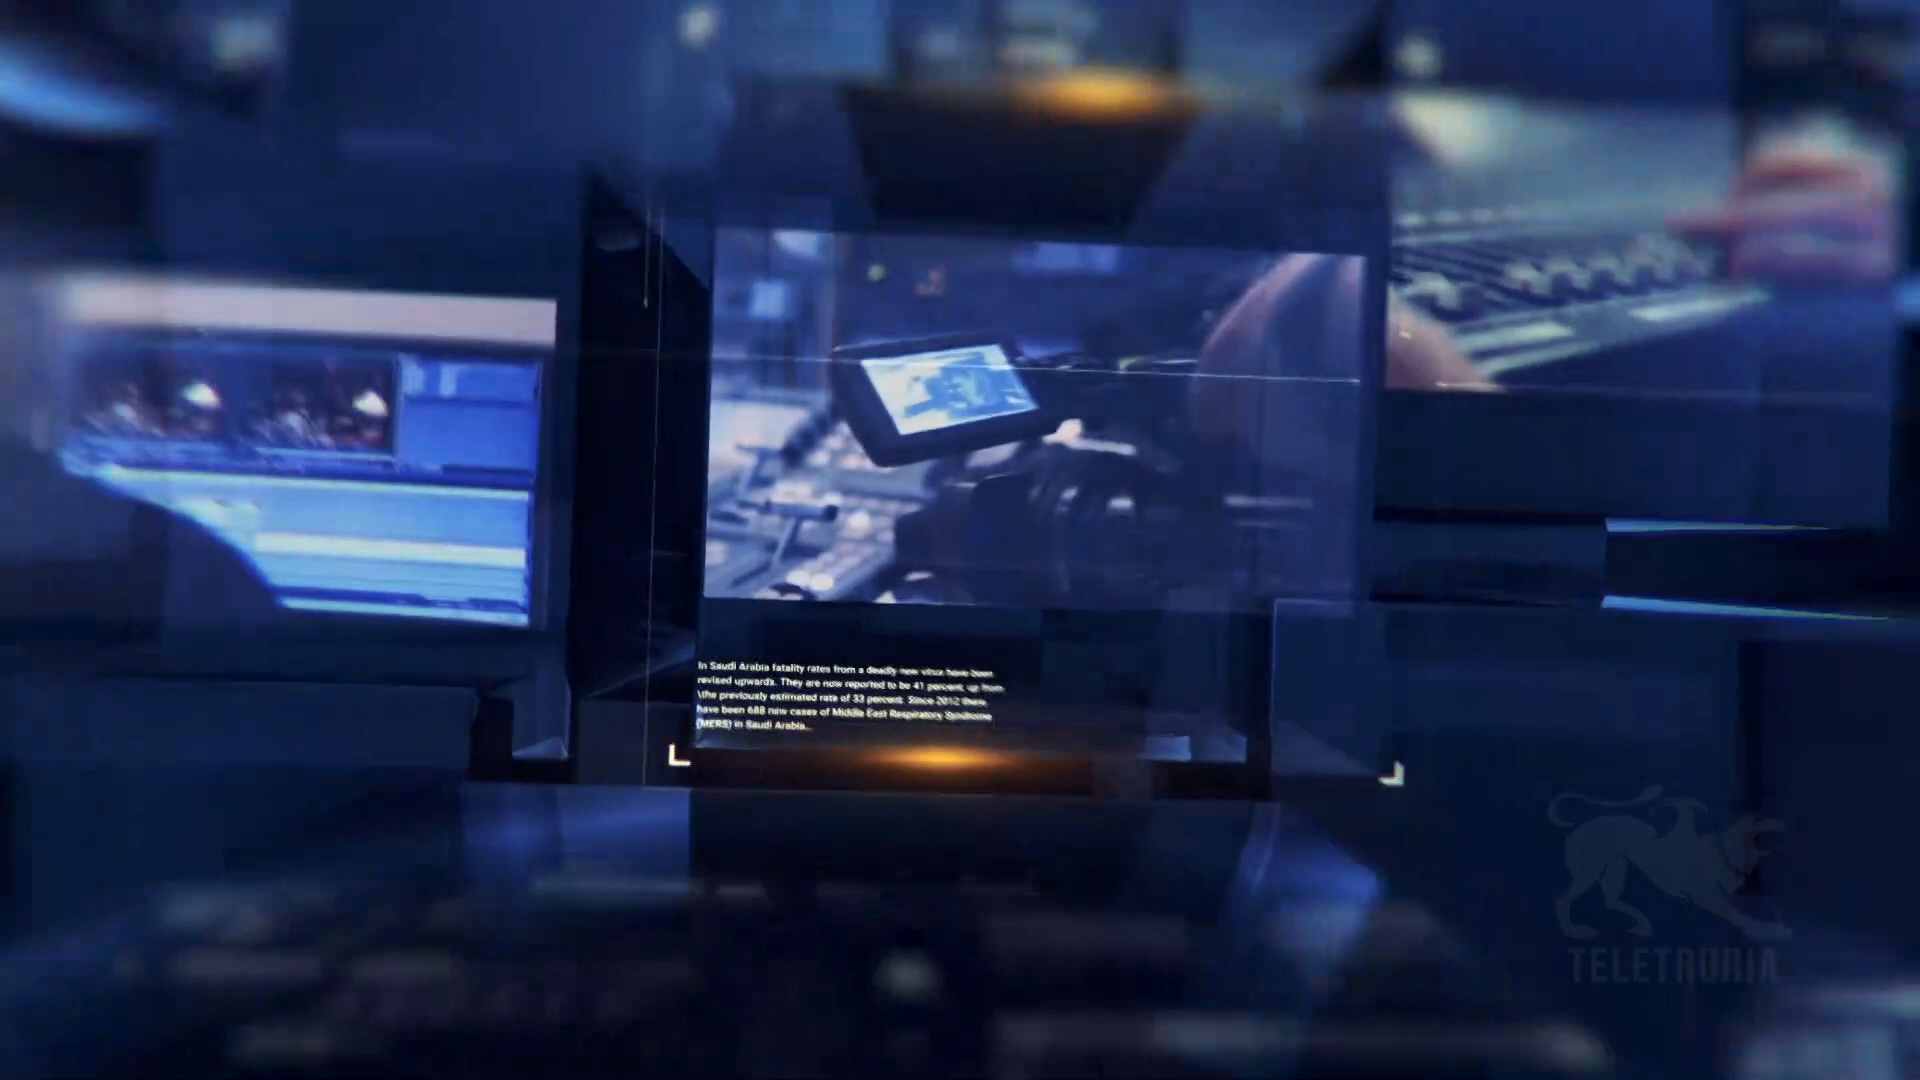 In Saudi Arabia fatality rates from a deadly new virus have been
revised upwards. They are now reported to be 41 percent, up from
\the previously estimated rate of 33 percent. Since 2012 there
have been 688 new cases of Middle East Respiratory Syndrome
(MERS) in Saudi Arabia..
TELETRORIA